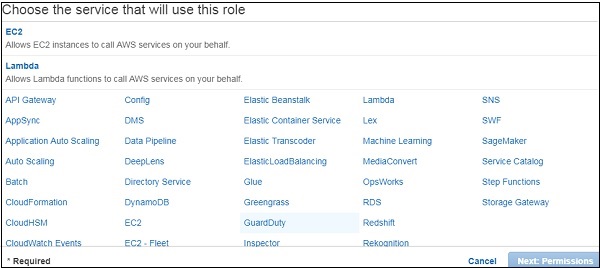 Choose the service that will use this role
EC2
Allows EC2 instances to call AWS services on your behalf.
Lambda
Allows Lambda functions to call AWS services on your behalf.
API Gateway Config Elastic Beanstalk Lambda SNS
AppSync DMS Elastic Container Service Lex SWF
Application Auto Scaling Data Pipeline Elastic Transcoder Machine Learning SageMaker
Auto Scaling DeepLens ElasticLoadBalancing MediaConvert Service Catalog
Batch Directory Service Glue OpsWorks Step Functions
CloudFormation DynamoDB Greengrass RDS Storage Gateway
CloudHSM EC2 GuardDuty Redshift
CloudWatch Events EC2 - Fleet Inspector Rekognition
* Required Cancel Next: Permissions